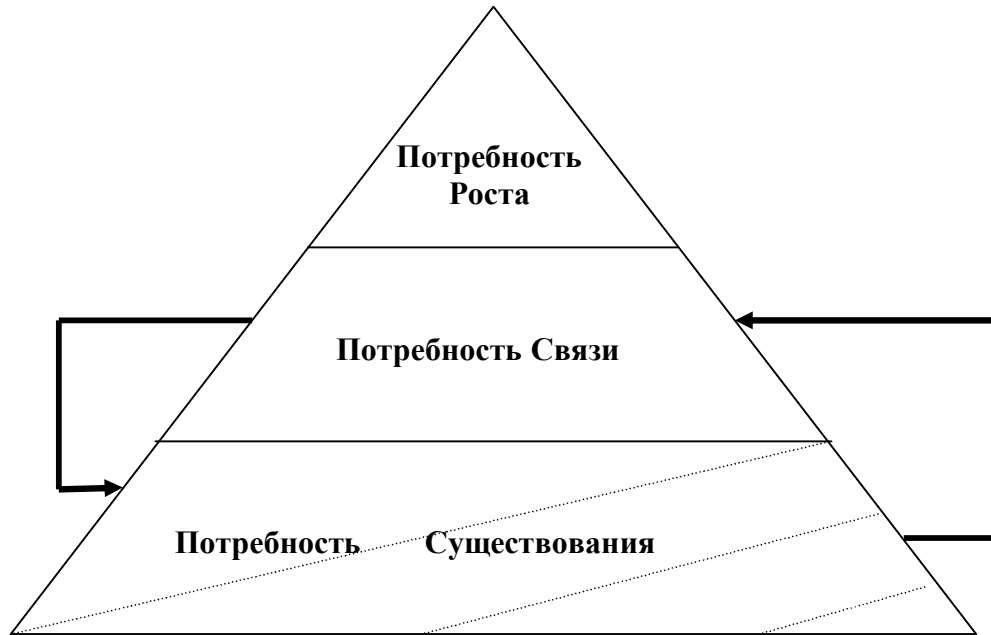 Потребность
Роста
Потребность Связи
Потребность Существования